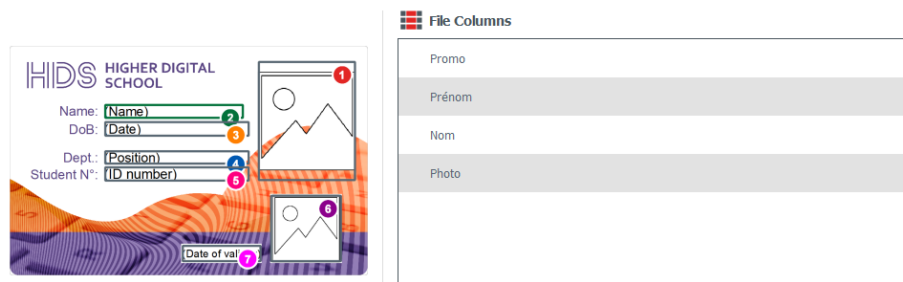 File Columns
HDS HIGHER DIGITAL
SCHOOL
1
Name: (Name) 2
DoB: (Date) 3
Dept.: (Position) 4
Student N°: (ID number) 5
6
(Date of val 7
Promo
Prénom
Nom
Photo